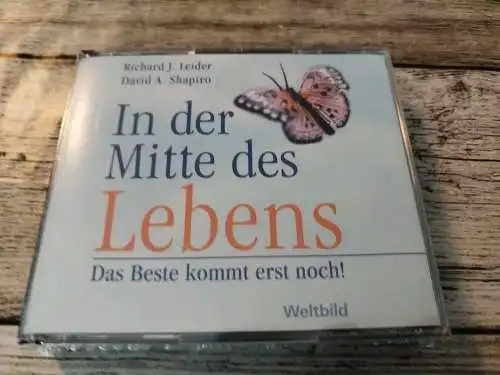 Richard J. Leider
David A. Shapiro
In der
Mitte des
Lebens
Das Beste kommt erst noch!
Weltbild